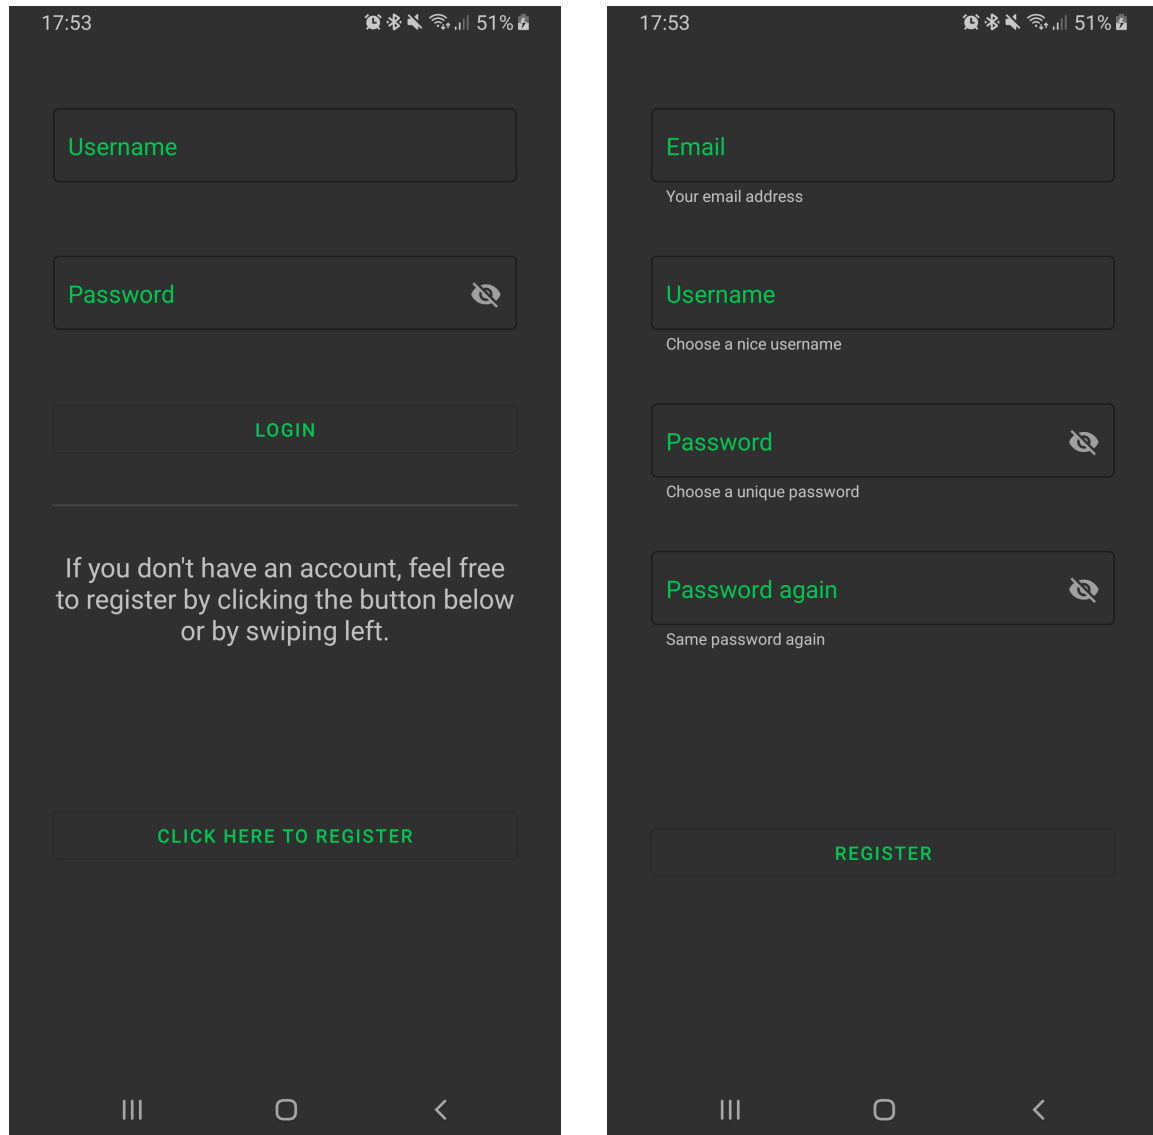 17:53
51%
Username
Password
LOGIN
If you don't have an account, feel free
to register by clicking the button below
or by swiping left.
CLICK HERE TO REGISTER
17:53
51%
Email
Your email address
Username
Choose a nice username
Password
Choose a unique password
Password again
Same password again
REGISTER